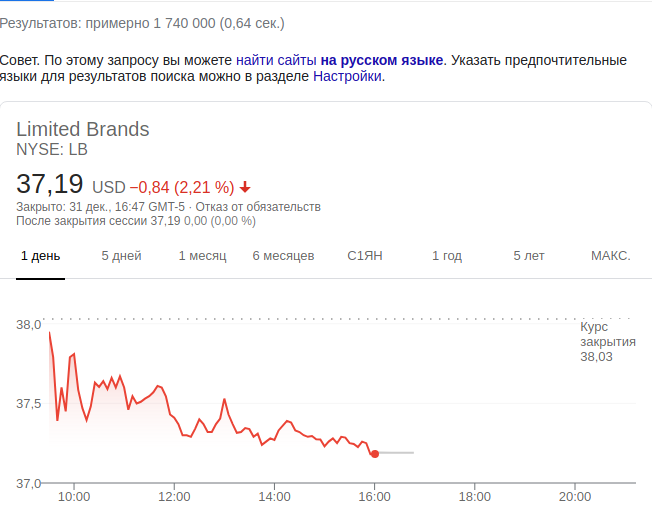 Результатов: примерно 1 740 000 (0,64 сек.)
Совет. По этому запросу вы можете найти сайты на русском языке. Указать предпочтительные
языки для результатов поиска можно в разделе Настройки.
Limited Brands
NYSE: LB
37,19 USD −0,84 (2,21 %)
Закрыто: 31 дек., 16:47 GMT-5 · Отказ от обязательств
После закрытия сессии 37,19 0,00 (0,00 %)
1 день 5 дней 1 месяц 6 месяцев С1ЯН 1 год 5 лет МАКС.
38,0
Курс
закрытия
38,03
37,5
37,0
10:00 12:00 14:00 16:00 18:00 20:00